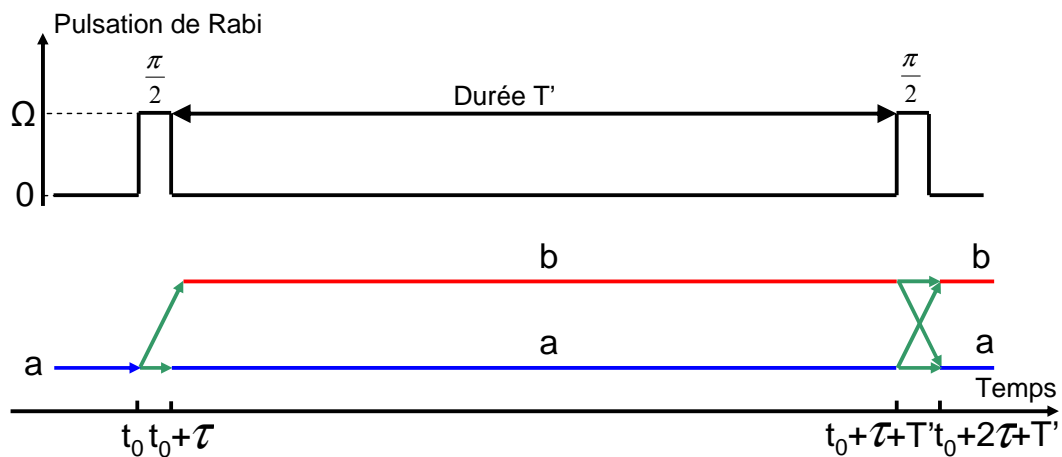 Pulsation de Rabi
π/2
π/2
Durée T'
Ω
0
b
b
a
a
a
Temps
t₀ t₀+τ
t₀+τ+T' t₀+2τ+T'